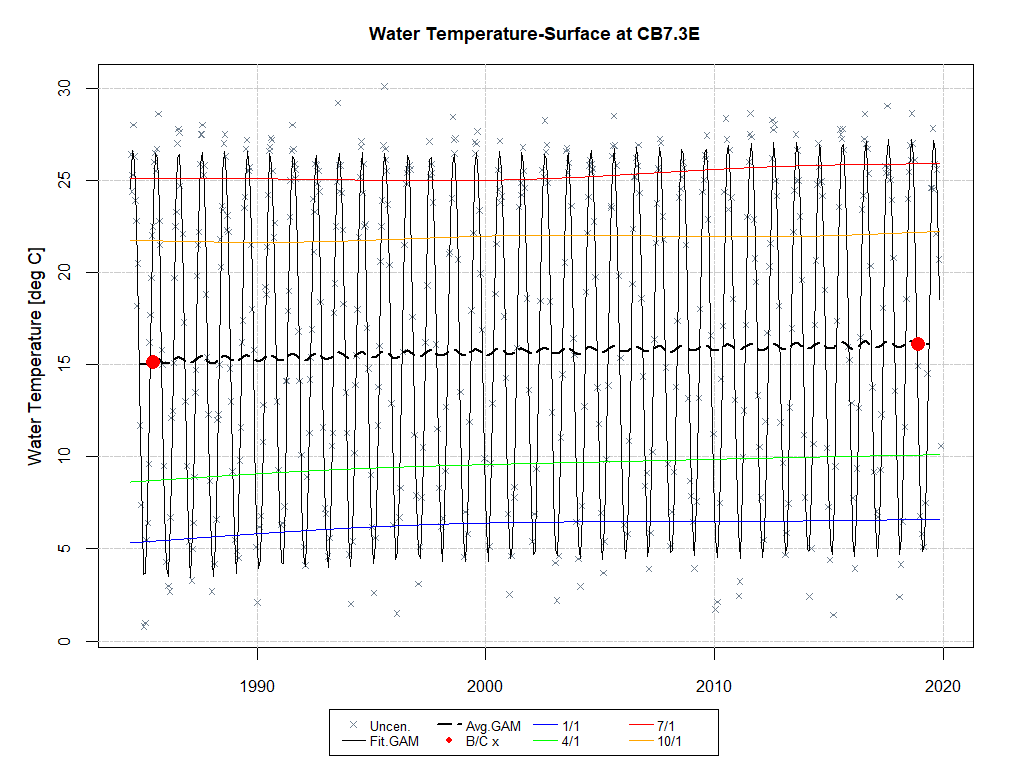 Water Temperature-Surface at CB7.3E
Water Temperature [deg C]
30
25
20
15
10
5
0
1990 2000 2010 2020
Uncen. Avg.GAM 1/1 7/1
Fit.GAM B/C x 4/1 10/1